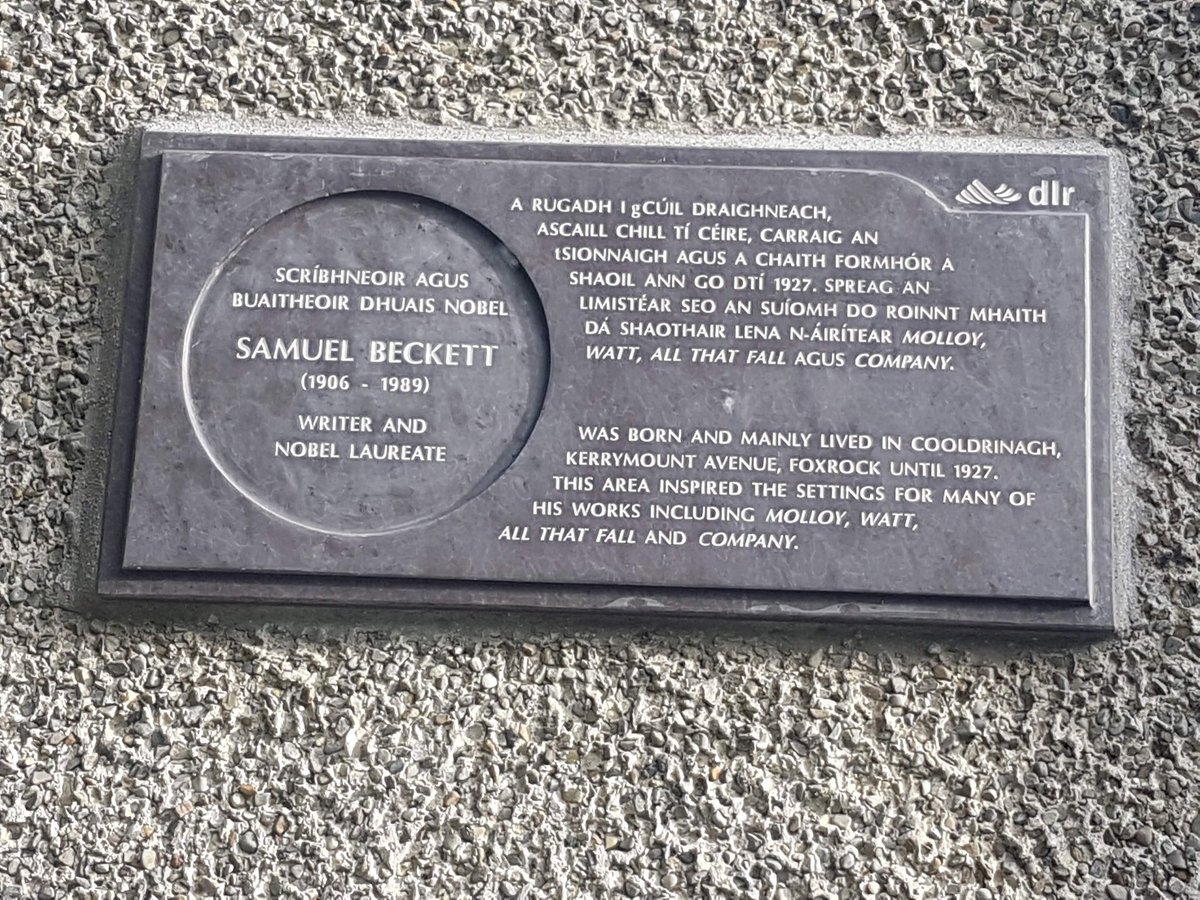 SCRÍBHNEOIR AGUS
BUAITHEOIR DHUAIS NOBEL
SAMUEL BECKETT
(1906 - 1989)
WRITER AND
NOBEL LAUREATE
dlr
A RUGADH I gCÚIL DRAIGHNEACH,
ASCAILL CHILL TÍ CÉIRE, CARRAIG AN
tSIONNAIGH AGUS A CHAITH FORMHÓR A
SHAOIL ANN GO DTÍ 1927. SPREAG AN
LIMISTÉAR SEO AN SUÍOMH DO ROINNT MHAITH
DÁ SHAOTHAIR LENA N-ÁIRÍTEAR MOLLOY,
WATT, ALL THAT FALL AGUS COMPANY.
WAS BORN AND MAINLY LIVED IN COOLDRINAGH,
KERRYMOUNT AVENUE, FOXROCK UNTIL 1927.
THIS AREA INSPIRED THE SETTINGS FOR MANY OF
HIS WORKS INCLUDING MOLLOY, WATT,
ALL THAT FALL AND COMPANY.